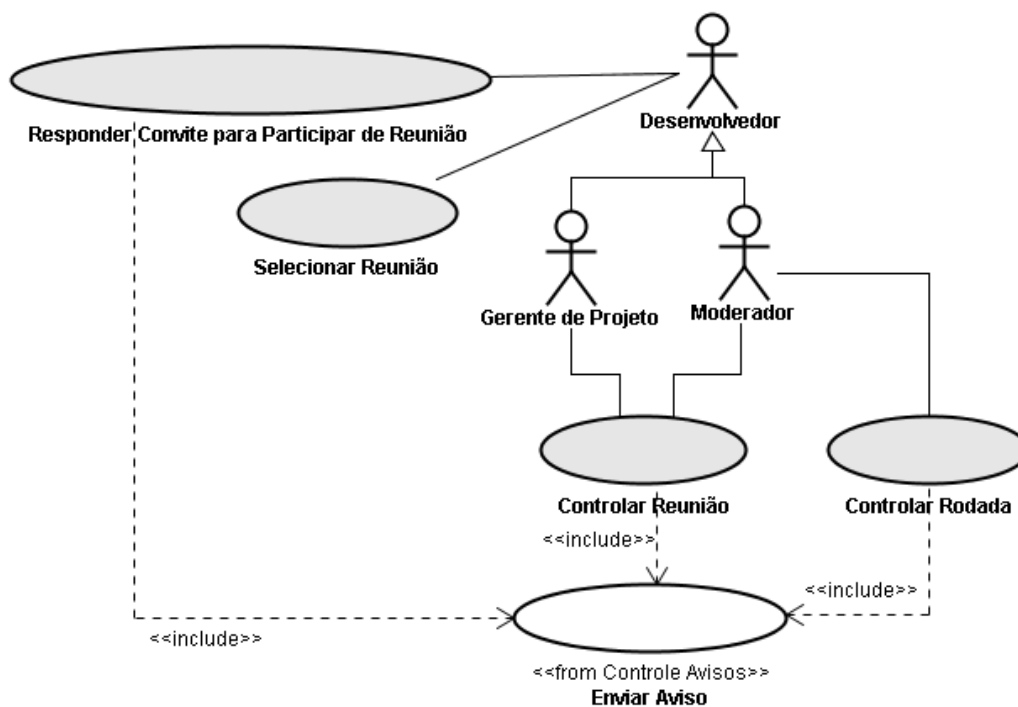 Desenvolvedor
Responder Convite para Participar de Reunião
Selecionar Reunião
Gerente de Projeto
Moderador
Controlar Reunião
Controlar Rodada
<<include>>
<<include>>
<<include>>
<<from Controle Avisos>>
Enviar Aviso